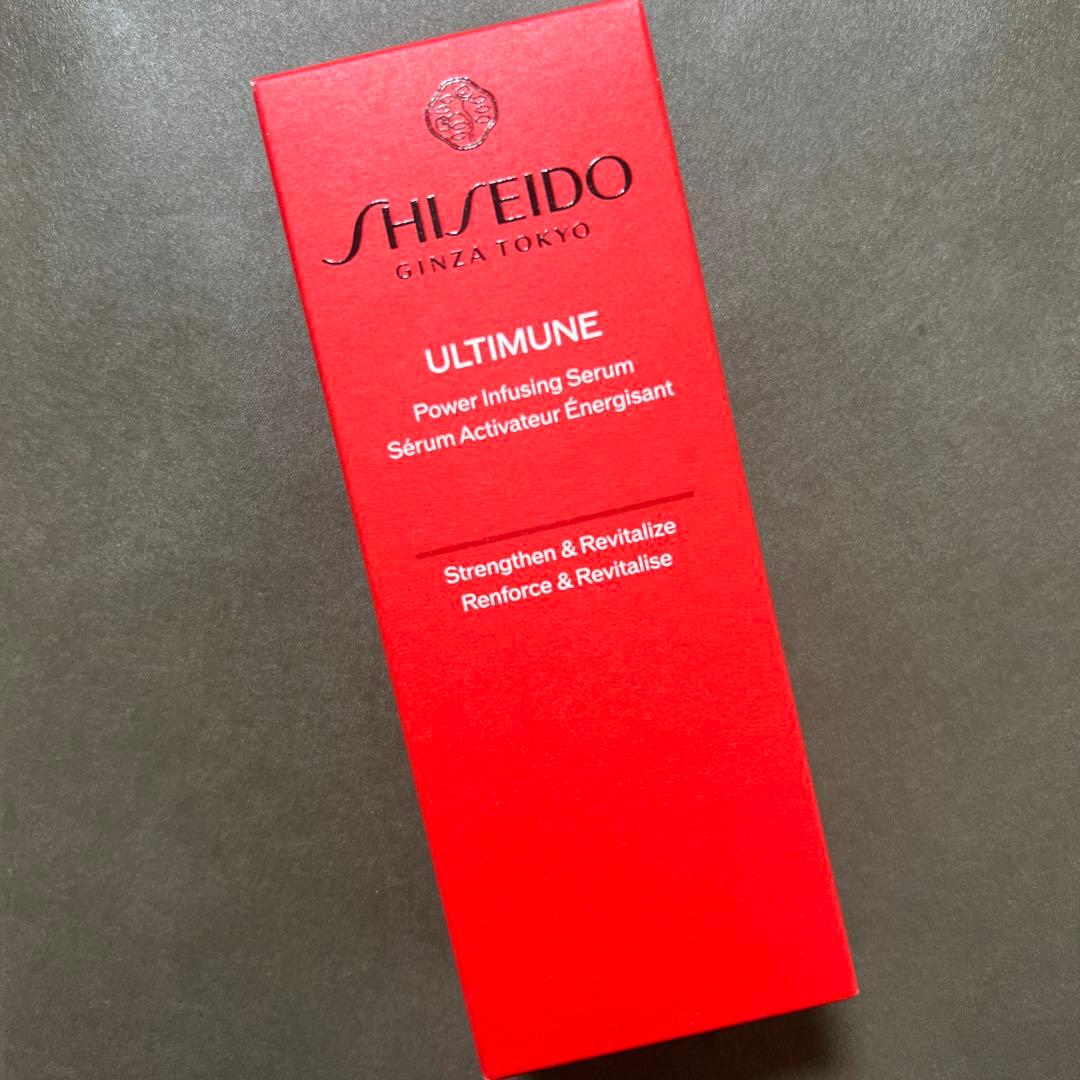 SHISEIDO
GINZA TOKYO
ULTIMUNE
Power Infusing Serum
Sérum Activateur Énergisant
Strengthen & Revitalize
Renforce & Revitalise